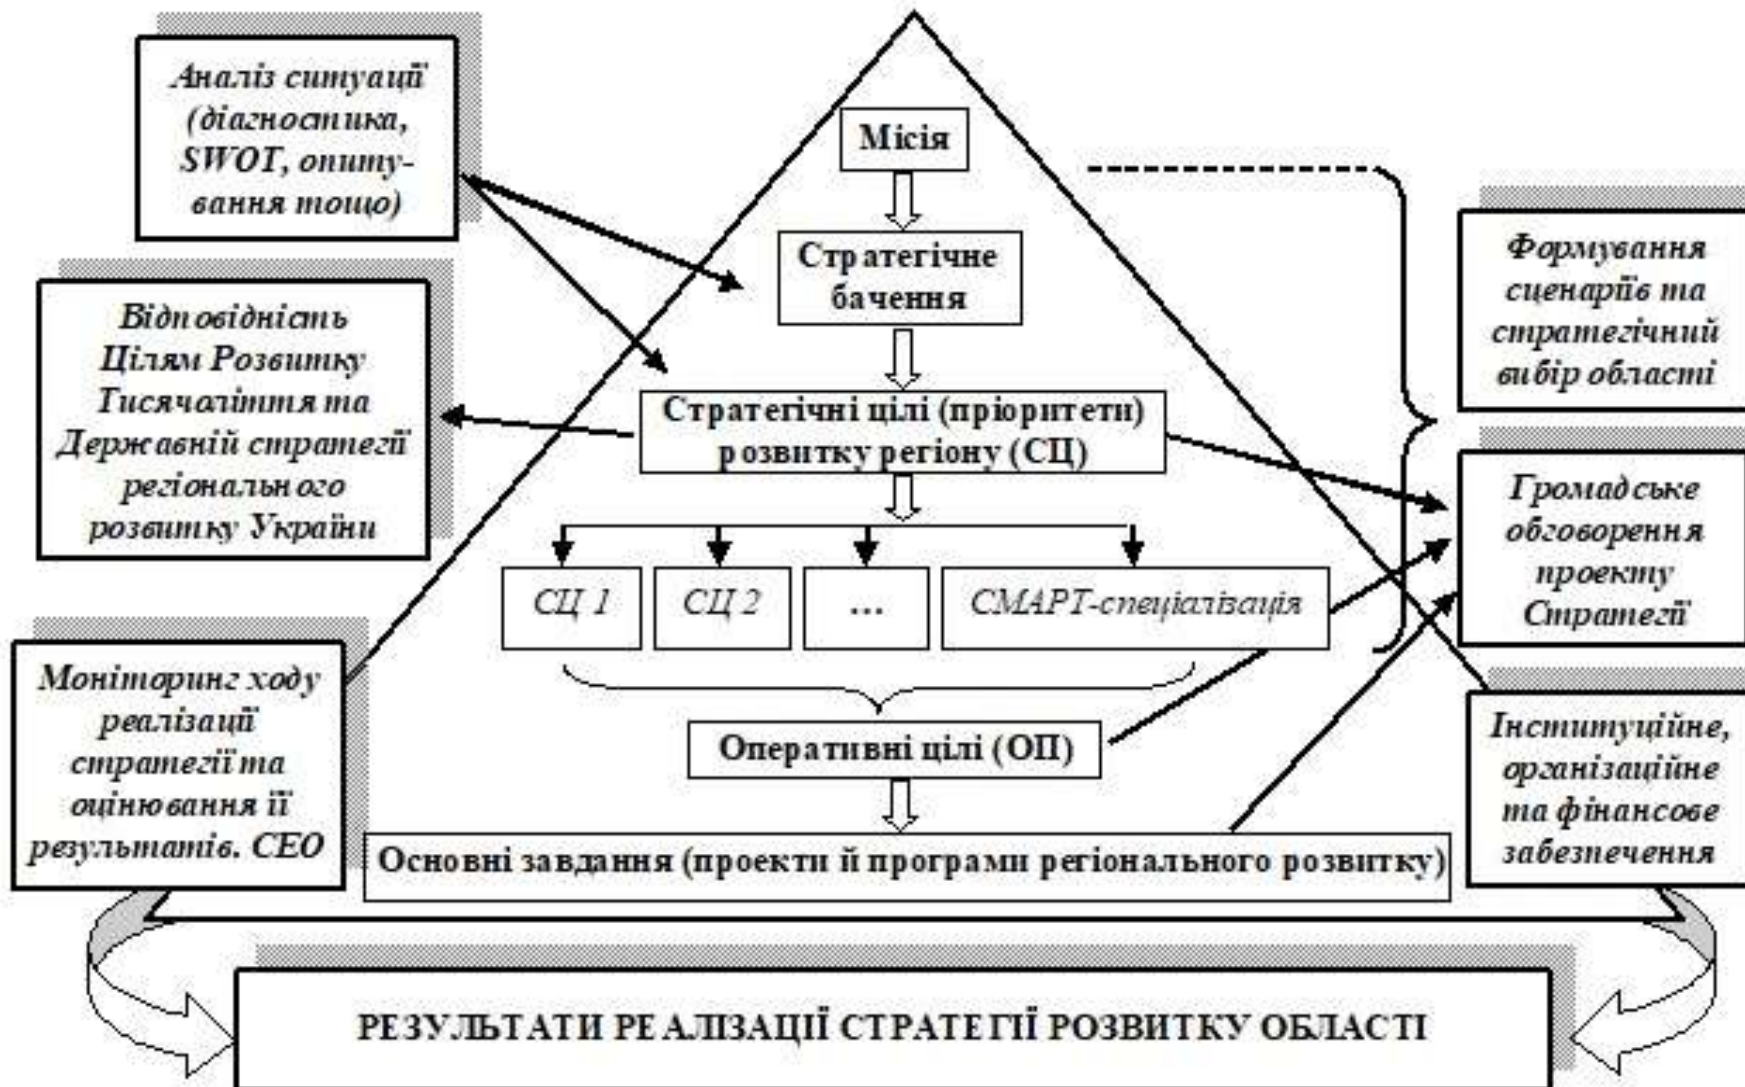 Аналіз ситуації
(діагностика,
SWOT, опиту-
вання тощо)
Відповідність
Цілям Розвитку
Тисячоліття та
Державній стратегії
регіонального
розвитку України
Моніторинг ходу
реалізації
стратегії та
оцінювання її
результатів. СЕО
Місія
Стратегічне
бачення
Стратегічні цілі (пріоритети)
розвитку регіону (СЦ)
СЦ 1
СЦ 2
...
СМАРТ-спеціалізація
Оперативні цілі (ОП)
Основні завдання (проекти й програми регіонального розвитку)
Формування
сценаріїв та
стратегічний
вибір області
Громадське
обговорення
проекту
Стратегії
Інституційне,
організаційне
та фінансове
забезпечення
РЕЗУЛЬТАТИ РЕАЛІЗАЦІЇ СТРАТЕГІЇ РОЗВИТКУ ОБЛАСТІ